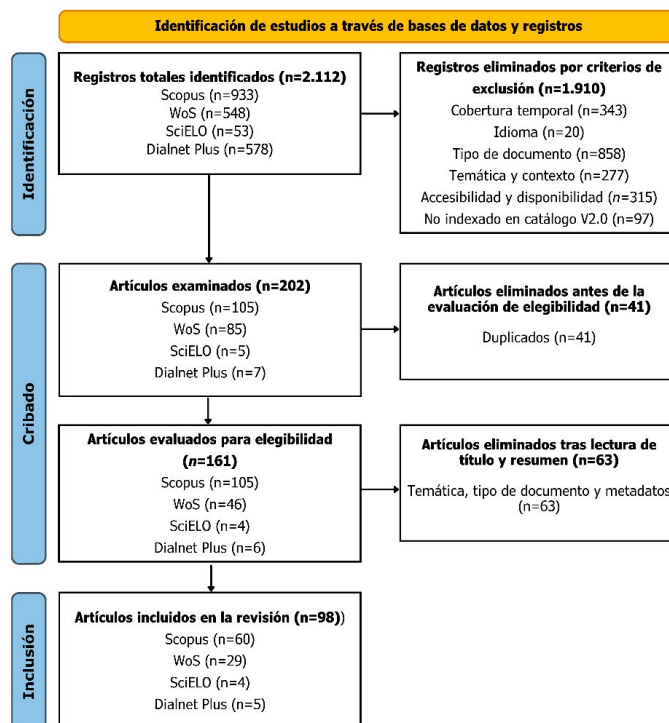 Identificación de estudios a través de bases de datos y registros
Identificación
Registros totales identificados (n=2.112)
Scopus (n=933)
WoS (n=548)
SciELO (n=53)
Dialnet Plus (n=578)
Registros eliminados por criterios de
exclusión (n=1.910)
Cobertura temporal (n=343)
Idioma (n=20)
Tipo de documento (n=858)
Temática y contexto (n=277)
Accesibilidad y disponibilidad (n=315)
No indexado en catálogo V2.0 (n=97)
Cribado
Artículos examinados (n=202)
Scopus (n=105)
WoS (n=85)
SciELO (n=5)
Dialnet Plus (n=7)
Artículos eliminados antes de la
evaluación de elegibilidad (n=41)
Duplicados (n=41)
Artículos evaluados para elegibilidad
(n=161)
Scopus (n=105)
WoS (n=46)
SciELO (n=4)
Dialnet Plus (n=6)
Artículos eliminados tras lectura de
título y resumen (n=63)
Temática, tipo de documento y metadatos
(n=63)
Inclusión
Artículos incluidos en la revisión (n=98))
Scopus (n=60)
WoS (n=29)
SciELO (n=4)
Dialnet Plus (n=5)